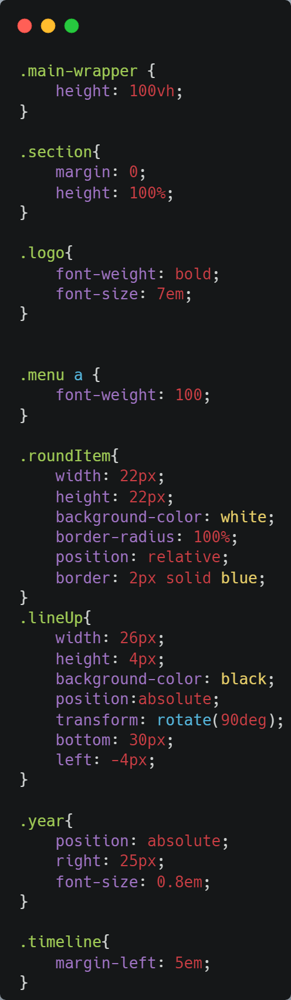 .main-wrapper {
    height: 100vh;
}

.section{
    margin: 0;
    height: 100%;
}

.logo{
    font-weight: bold;
    font-size: 7em;
}


.menu a {
    font-weight: 100;
}

.roundItem{
    width: 22px;
    height: 22px;
    background-color: white;
    border-radius: 100%;
    position: relative;
    border: 2px solid blue;
}
.lineUp{
    width: 26px;
    height: 4px;
    background-color: black;
    position:absolute;
    transform: rotate(90deg);
    bottom: 30px;
    left: -4px;
}

.year{
    position: absolute;
    right: 25px;
    font-size: 0.8em;
}

.timeline{
    margin-left: 5em;
}